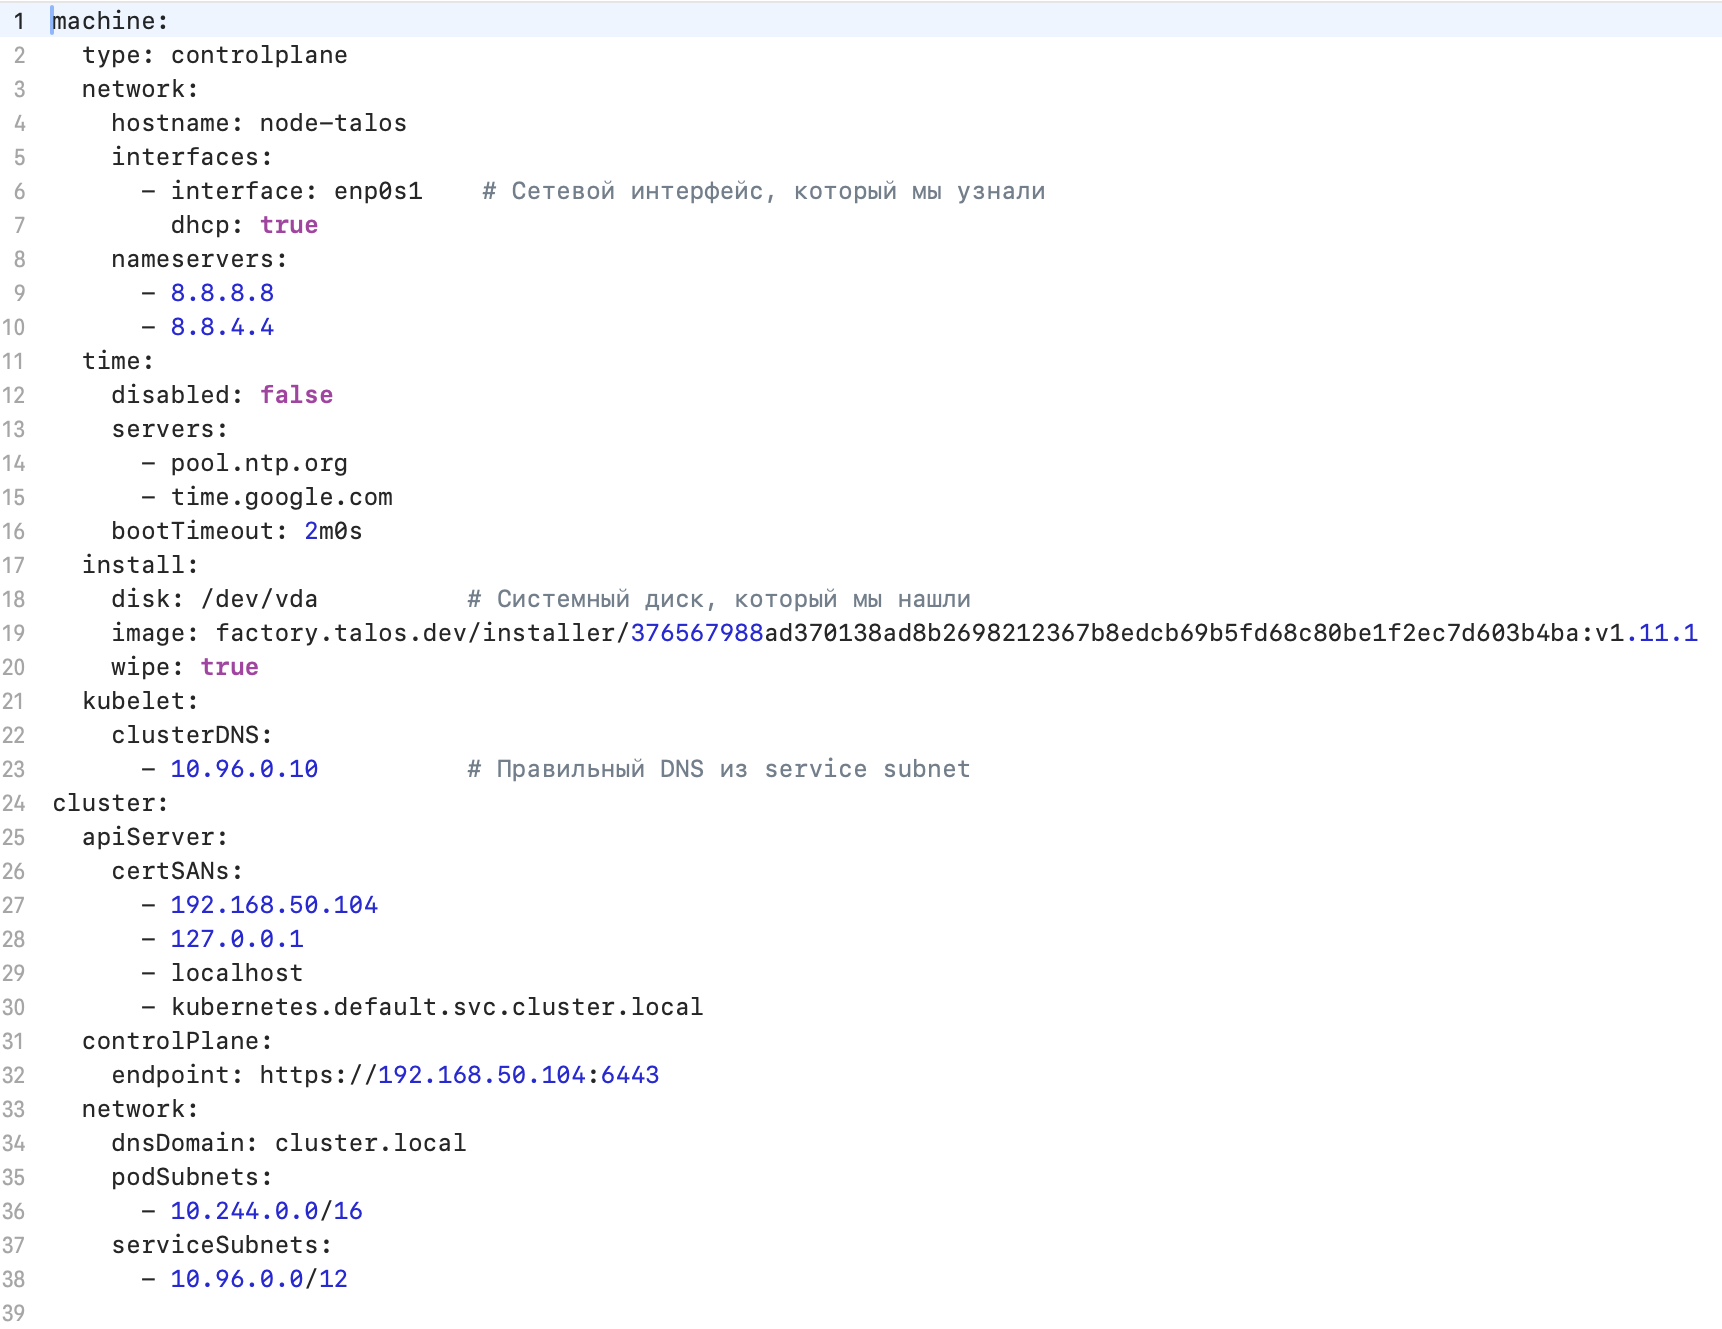 1 machine:
2   type: controlplane
3   network:
4     hostname: node-talos
5     interfaces:
6       - interface: enp0s1    # Сетевой интерфейс, который мы узнали
7         dhcp: true
8     nameservers:
9       - 8.8.8.8
10       - 8.8.4.4
11   time:
12     disabled: false
13     servers:
14       - pool.ntp.org
15       - time.google.com
16     bootTimeout: 2m0s
17   install:
18     disk: /dev/vda          # Системный диск, который мы нашли
19     image: factory.talos.dev/installer/376567988ad370138ad8b2698212367b8edcb69b5fd68c80be1f2ec7d603b4ba:v1.11.1
20     wipe: true
21   kubelet:
22     clusterDNS:
23       - 10.96.0.10          # Правильный DNS из service subnet
24 cluster:
25   apiServer:
26     certSANs:
27       - 192.168.50.104
28       - 127.0.0.1
29       - localhost
30       - kubernetes.default.svc.cluster.local
31   controlPlane:
32     endpoint: https://192.168.50.104:6443
33   network:
34     dnsDomain: cluster.local
35     podSubnets:
36       - 10.244.0.0/16
37     serviceSubnets:
38       - 10.96.0.0/12
39